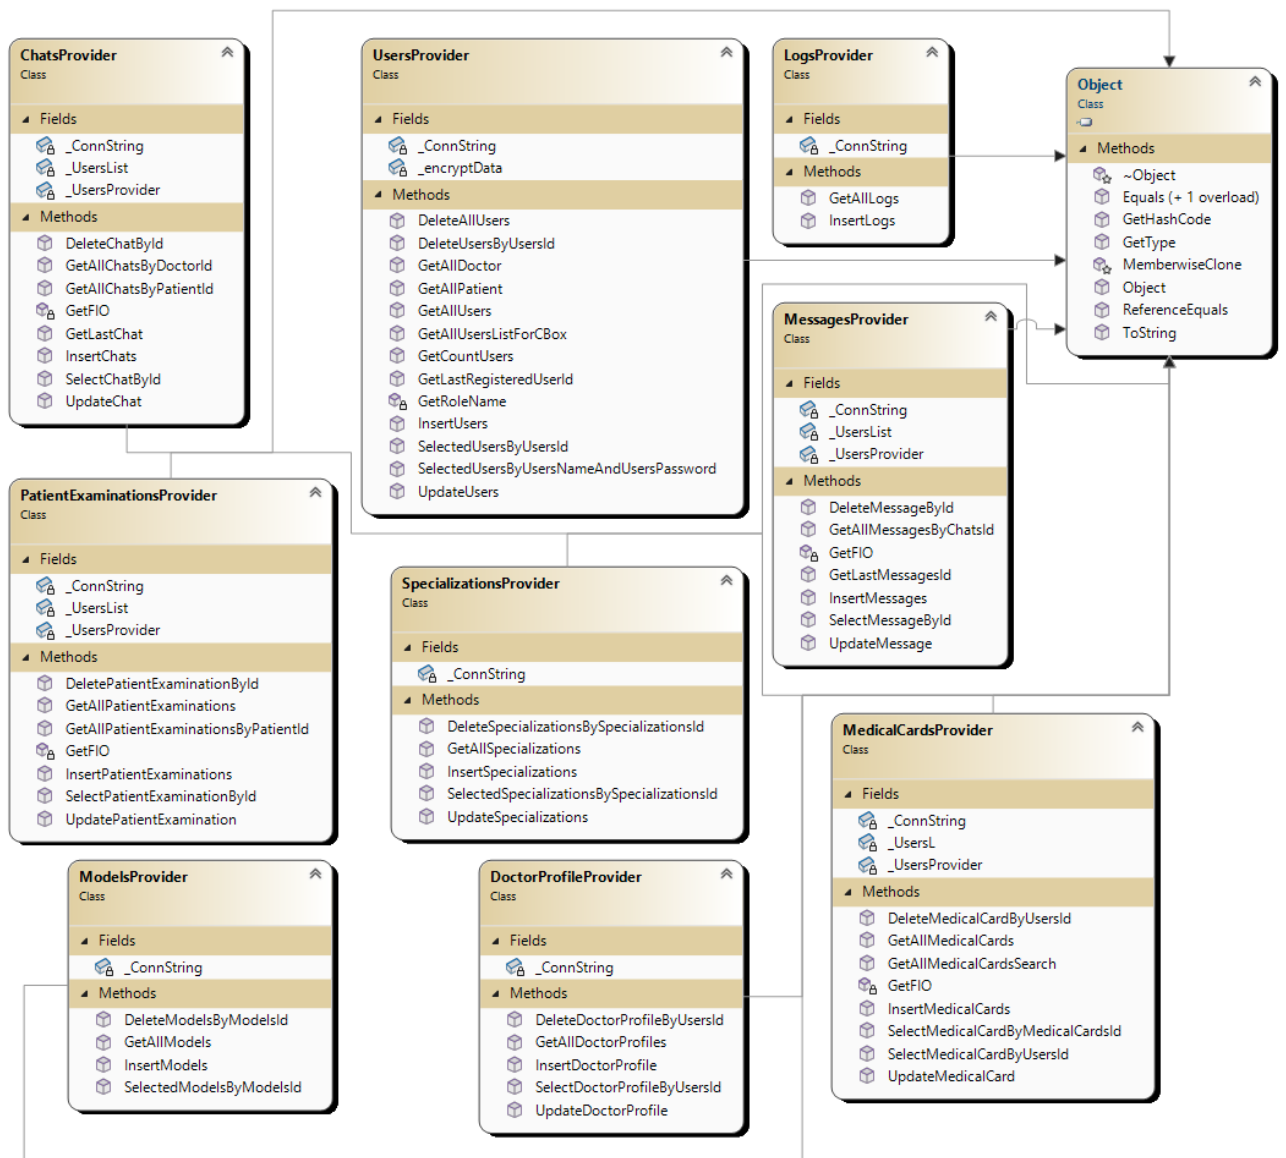 ChatsProvider
Class
Fields
_ConnString
_UsersList
_UsersProvider
Methods
DeleteChatById
GetAllChatsByDoctorId
GetAllChatsByPatientId
GetFIO
GetLastChat
InsertChats
SelectChatById
UpdateChat
UsersProvider
Class
Fields
_ConnString
_encryptData
Methods
DeleteAllUsers
DeleteUsersByUsersId
GetAllDoctor
GetAllPatient
GetAllUsers
GetAllUsersListForCBox
GetCountUsers
GetLastRegisteredUserId
GetRoleName
InsertUsers
SelectedUsersByUsersId
SelectedUsersByUsersNameAndUsersPassword
UpdateUsers
LogsProvider
Class
Fields
_ConnString
Methods
GetAllLogs
InsertLogs
Object
Class
Methods
~Object
Equals (+ 1 overload)
GetHashCode
GetType
MemberwiseClone
Object
ReferenceEquals
ToString
MessagesProvider
Class
Fields
_ConnString
_UsersList
_UsersProvider
Methods
DeleteMessageById
GetAllMessagesByChatsId
GetFIO
GetLastMessagesId
InsertMessages
SelectMessageById
UpdateMessage
PatientExaminationsProvider
Class
Fields
_ConnString
_UsersList
_UsersProvider
Methods
DeletePatientExaminationById
GetAllPatientExaminations
GetAllPatientExaminationsByPatientId
GetFIO
InsertPatientExaminations
SelectPatientExaminationById
UpdatePatientExamination
SpecializationsProvider
Class
Fields
_ConnString
Methods
DeleteSpecializationsBySpecializationsId
GetAllSpecializations
InsertSpecializations
SelectedSpecializationsBySpecializationsId
UpdateSpecializations
MedicalCardsProvider
Class
Fields
_ConnString
_UsersL
_UsersProvider
Methods
DeleteMedicalCardByUsersId
GetAllMedicalCards
GetAllMedicalCardsSearch
GetFIO
InsertMedicalCards
SelectMedicalCardByMedicalCardsId
SelectMedicalCardByUsersId
UpdateMedicalCard
ModelsProvider
Class
Fields
_ConnString
Methods
DeleteModelsByModelsId
GetAllModels
InsertModels
SelectedModelsByModelsId
DoctorProfileProvider
Class
Fields
_ConnString
Methods
DeleteDoctorProfileByUsersId
GetAllDoctorProfiles
InsertDoctorProfile
SelectDoctorProfileByUsersId
UpdateDoctorProfile